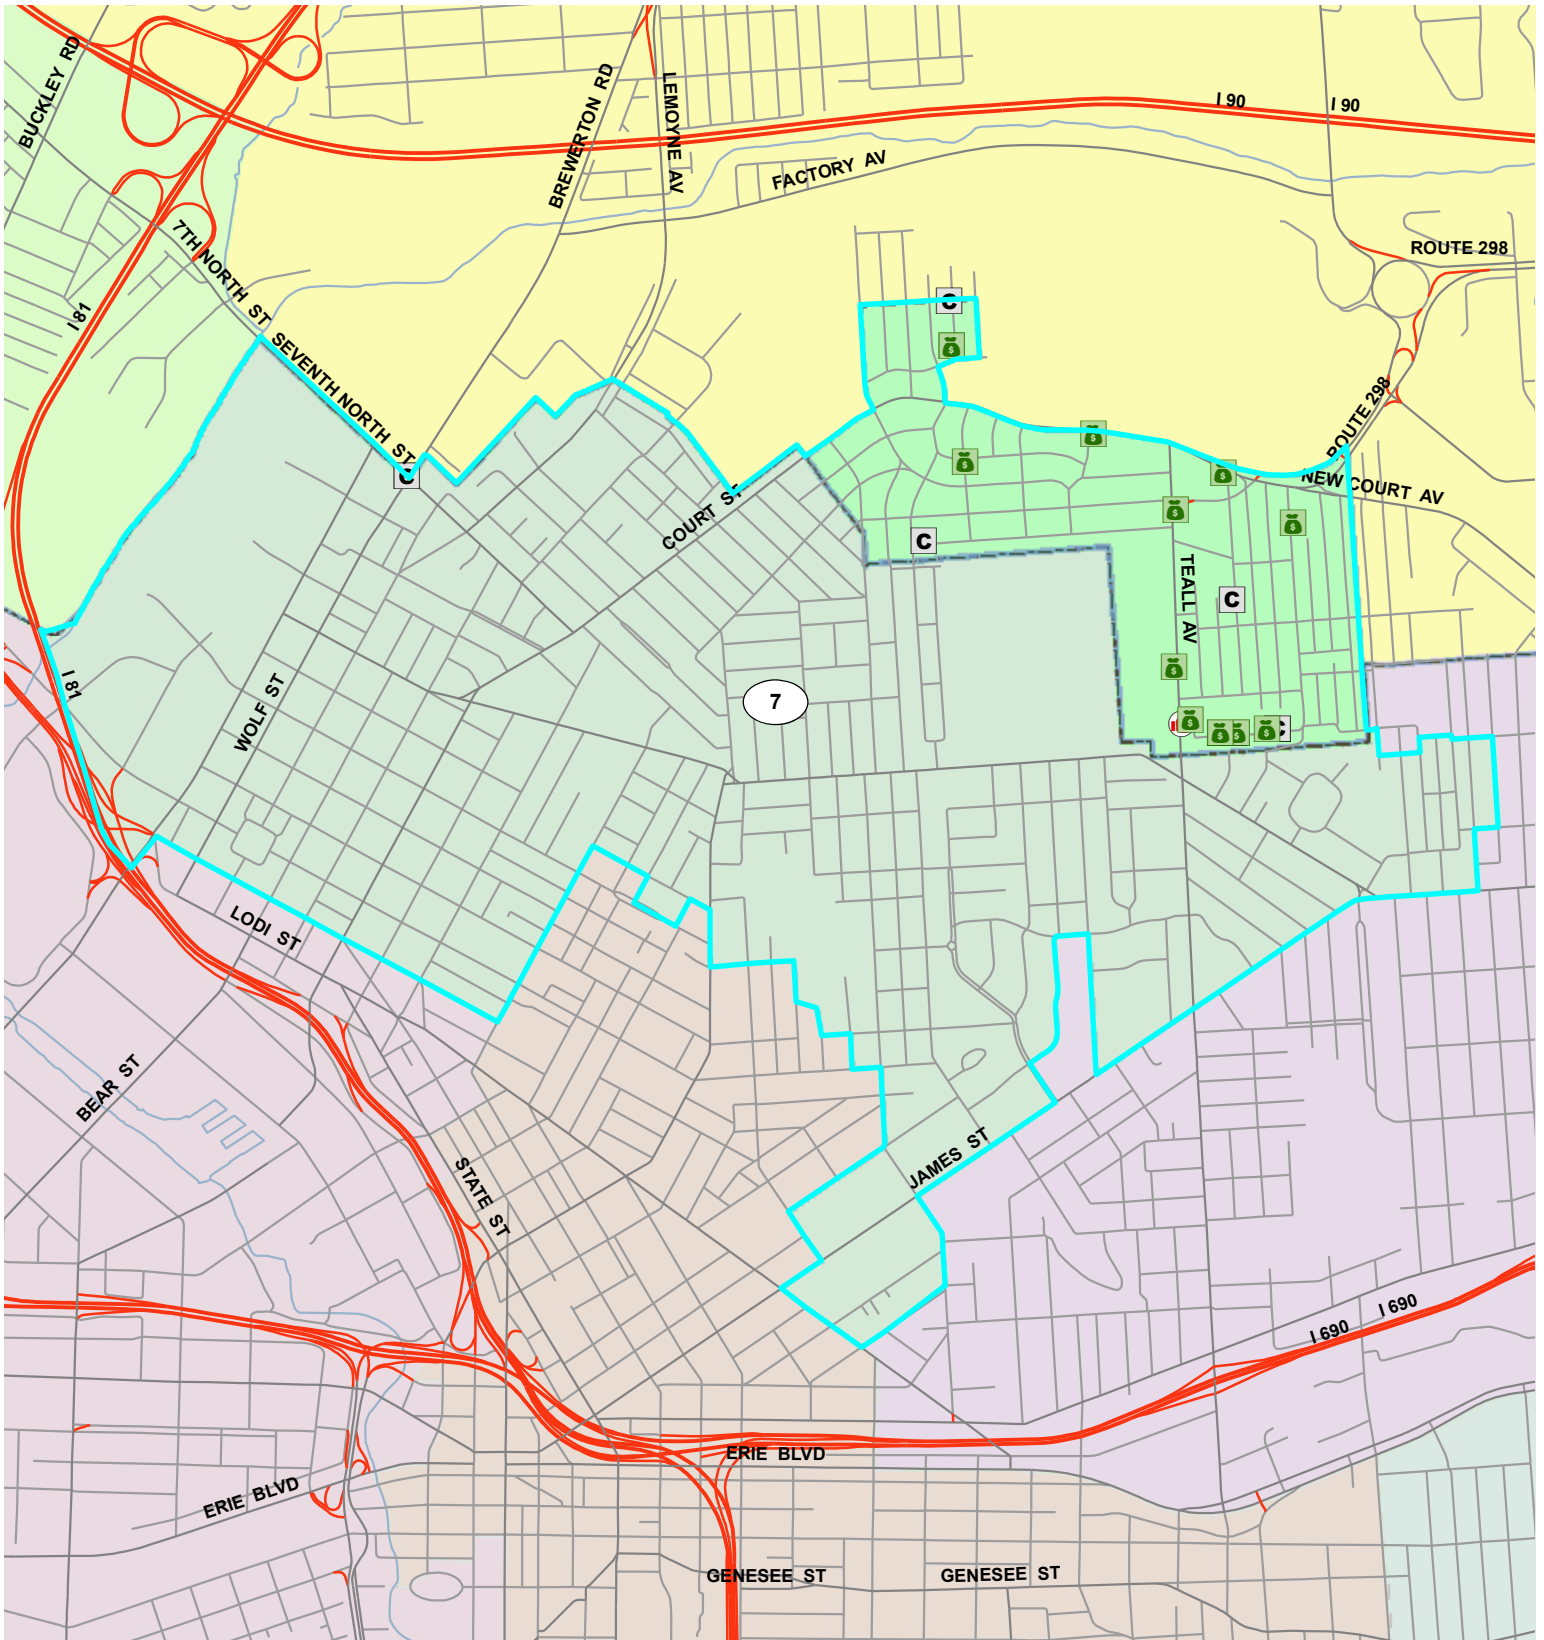 BUCKLEY RD
BREWERTON RD
LEMOYNE AV
I 90
I 90
FACTORY AV
7TH NORTH ST
ROUTE 298
I 81
C
$
SEVENTH NORTH ST
ROUTE 298
$
$
$
C
NEW COURT AV
COURT ST
$
$
C
TEALL AV
C
$
I 81
WOLF ST
7
$
$
$
$
C
LODI ST
BEAR ST
JAMES ST
STATE ST
I 690
I 690
ERIE BLVD
ERIE BLVD
GENESEE ST
GENESEE ST